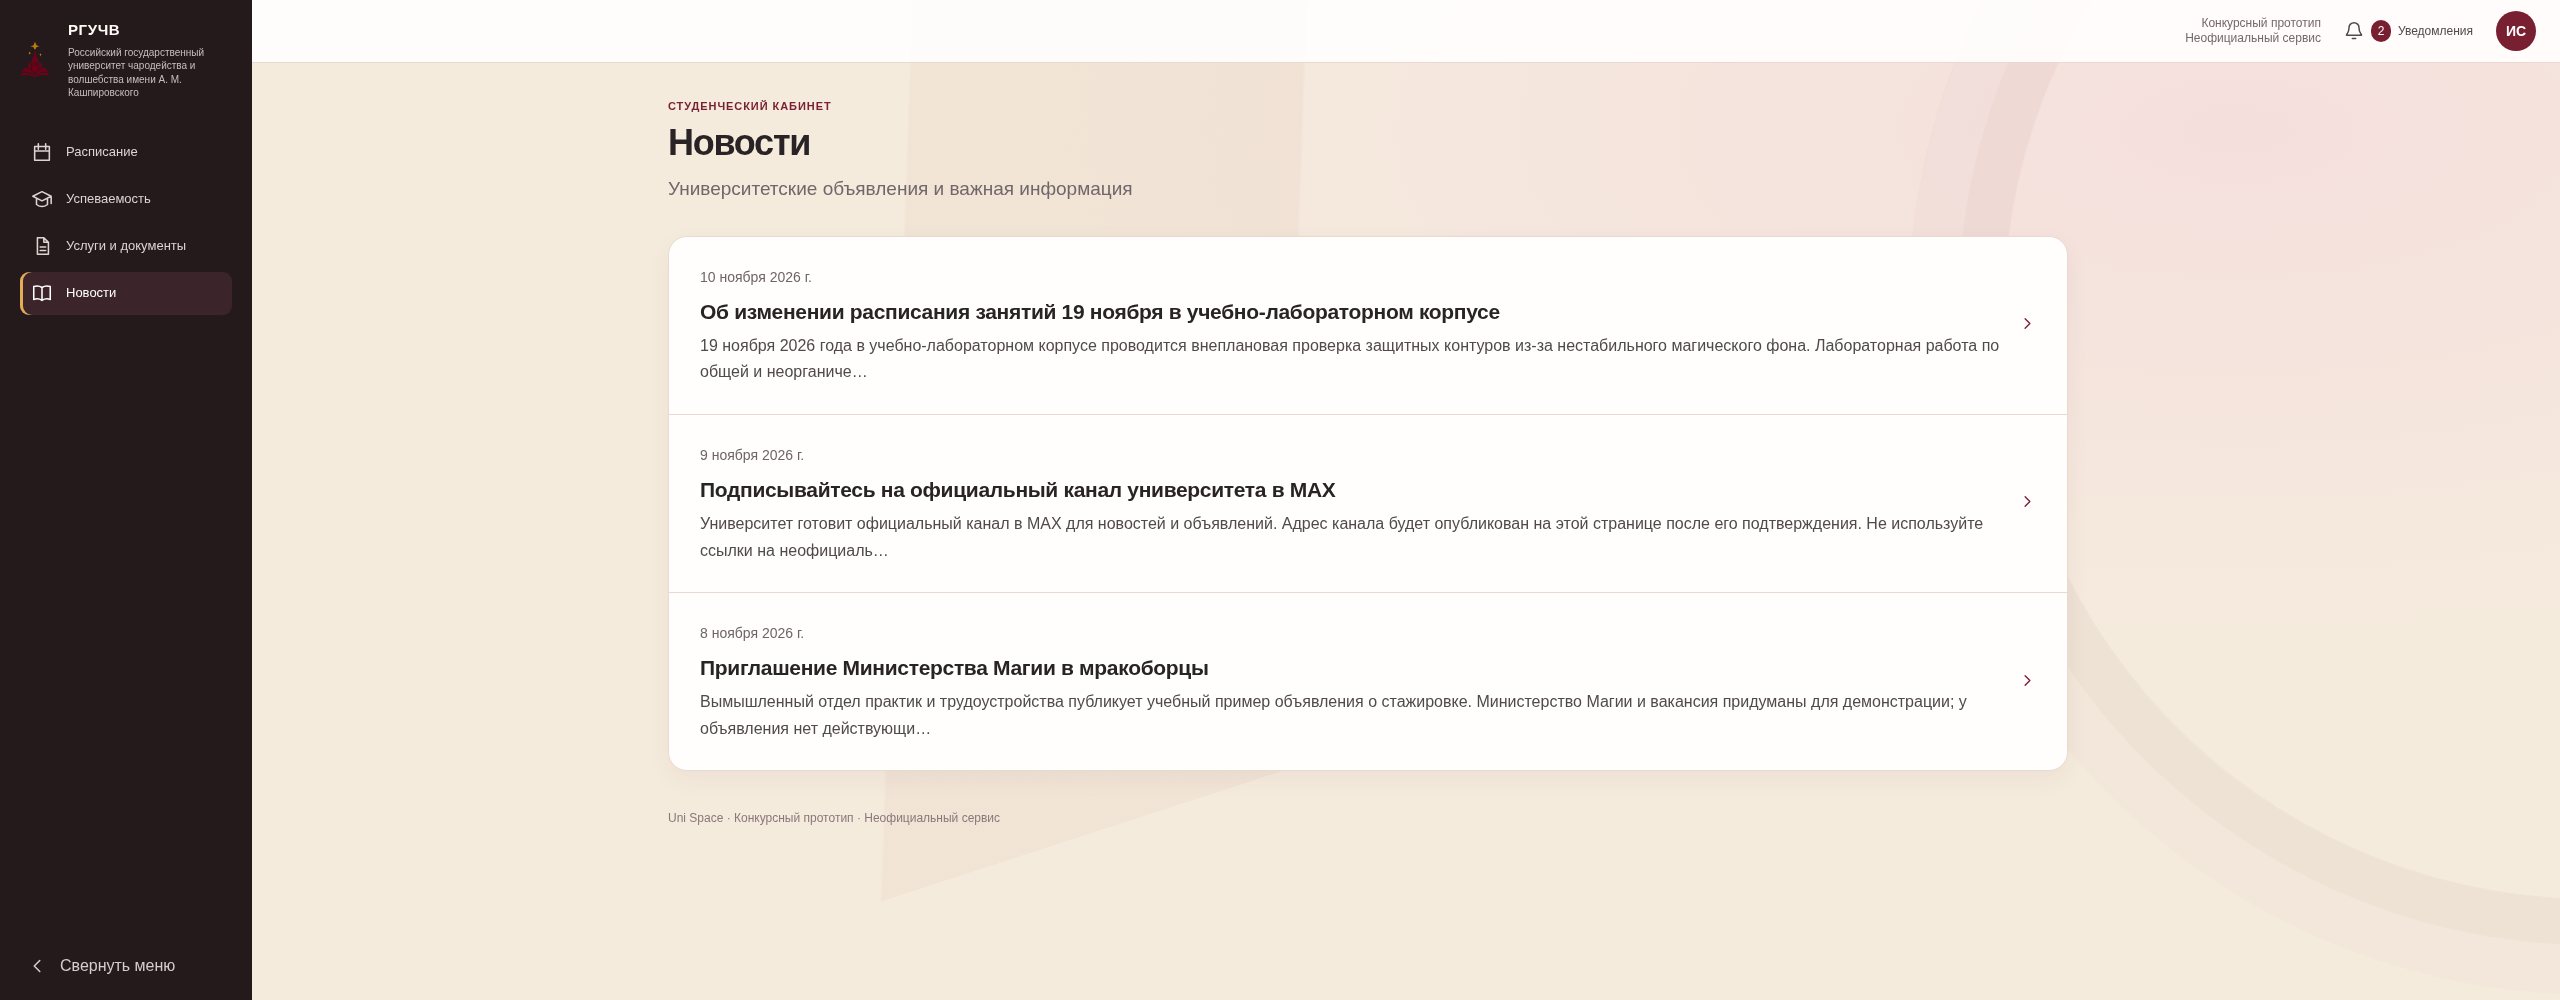 РГУЧВ
Российский государственный
университет чародейства и
волшебства имени А. М.
Кашпировского
Расписание
Успеваемость
Услуги и документы
Новости
Свернуть меню
Конкурсный прототип
Неофициальный сервис
2 Уведомления
ИС
СТУДЕНЧЕСКИЙ КАБИНЕТ
Новости
Университетские объявления и важная информация
10 ноября 2026 г.
Об изменении расписания занятий 19 ноября в учебно-лабораторном корпусе
19 ноября 2026 года в учебно-лабораторном корпусе проводится внеплановая проверка защитных контуров из-за нестабильного магического фона. Лабораторная работа по
общей и неорганиче…
9 ноября 2026 г.
Подписывайтесь на официальный канал университета в MAX
Университет готовит официальный канал в MAX для новостей и объявлений. Адрес канала будет опубликован на этой странице после его подтверждения. Не используйте
ссылки на неофициаль…
8 ноября 2026 г.
Приглашение Министерства Магии в мракоборцы
Вымышленный отдел практик и трудоустройства публикует учебный пример объявления о стажировке. Министерство Магии и вакансия придуманы для демонстрации; у
объявления нет действующи…
Uni Space · Конкурсный прототип · Неофициальный сервис